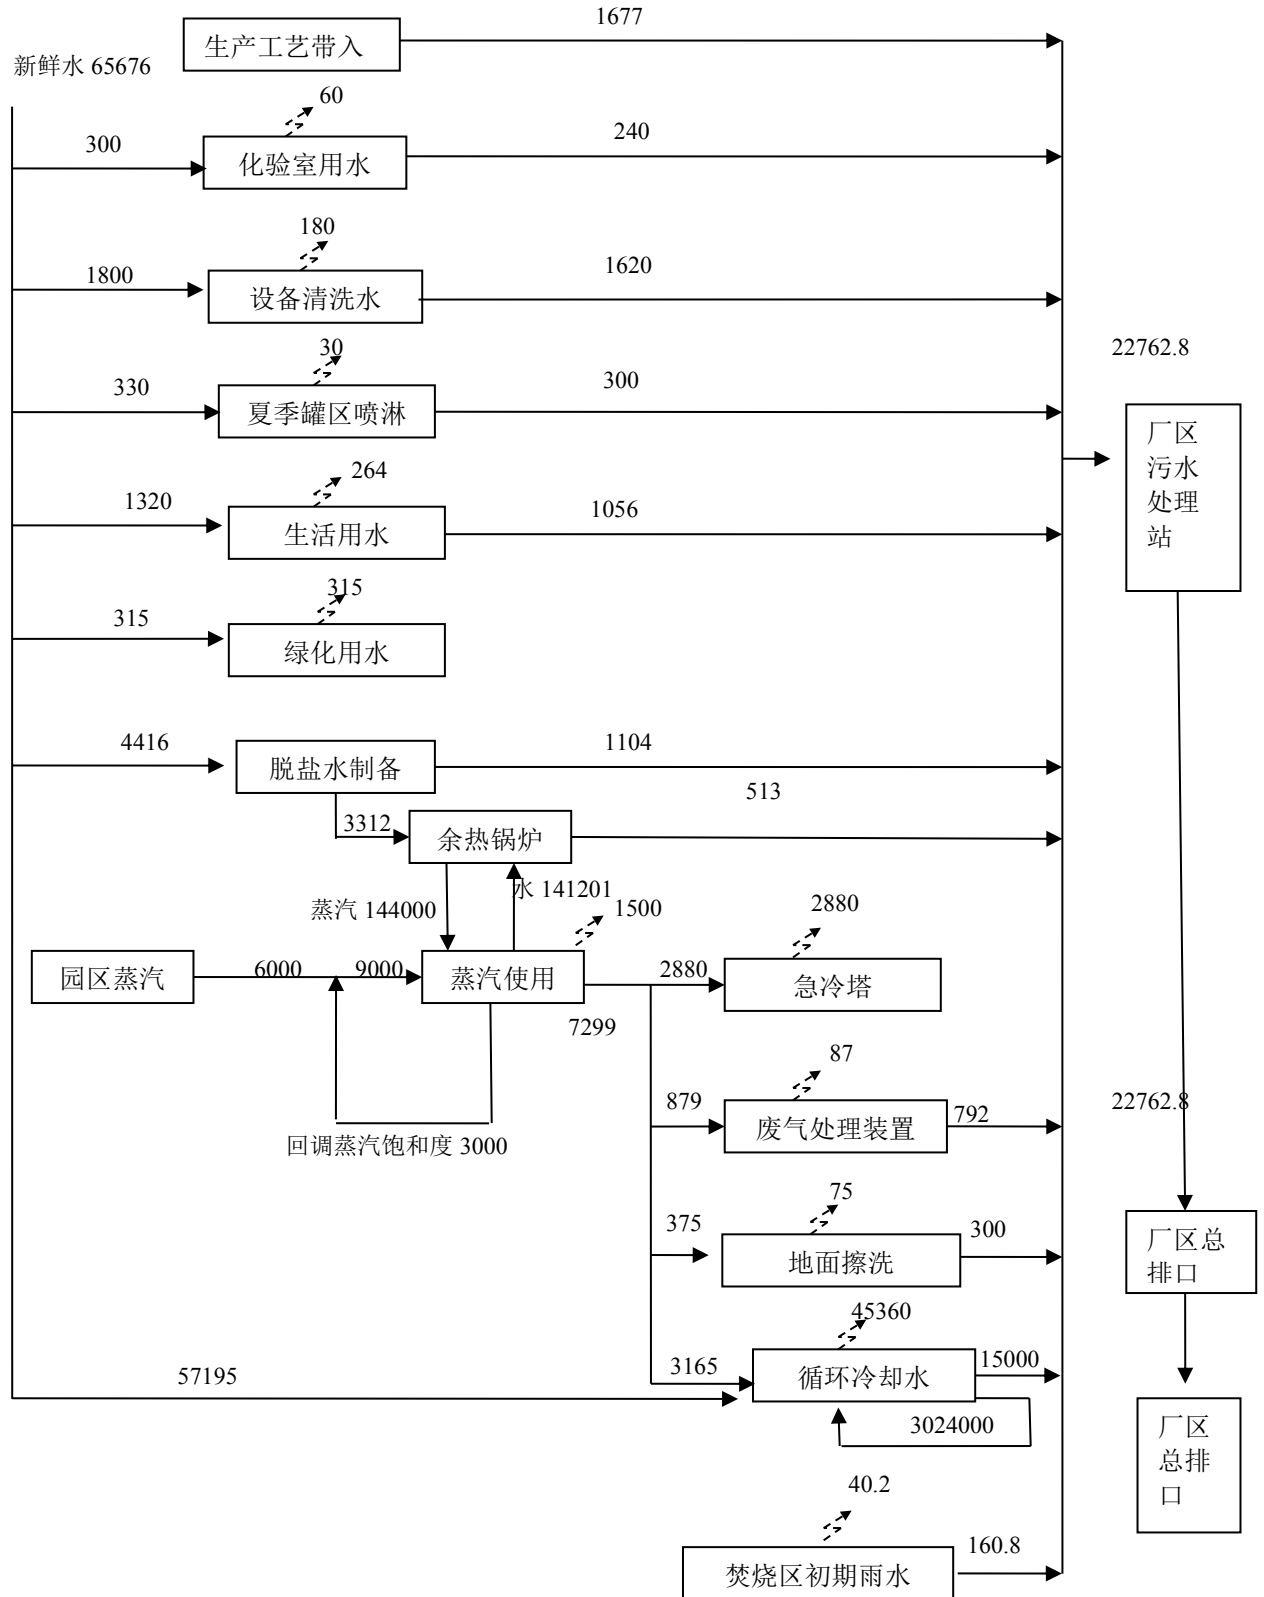 1677
生产工艺带入
新鲜水 65676
60
300
240
化验室用水
180
1800
1620
设备清洗水
30
22762.8
330
300
夏季罐区喷淋
厂区
污水
处理
站
264
1320
1056
生活用水
315
315
绿化用水
4416
1104
脱盐水制备
513
3312
余热锅炉
水 141201
蒸汽 144000
1500
2880
园区蒸汽
6000
9000
蒸汽使用
2880
急冷塔
7299
87
879
废气处理装置
792
22762.8
回调蒸汽饱和度 3000
75
375
地面擦洗
300
厂区总
排口
45360
57195
3165
循环冷却水
15000
3024000
厂区
总排
口
40.2
160.8
焚烧区初期雨水